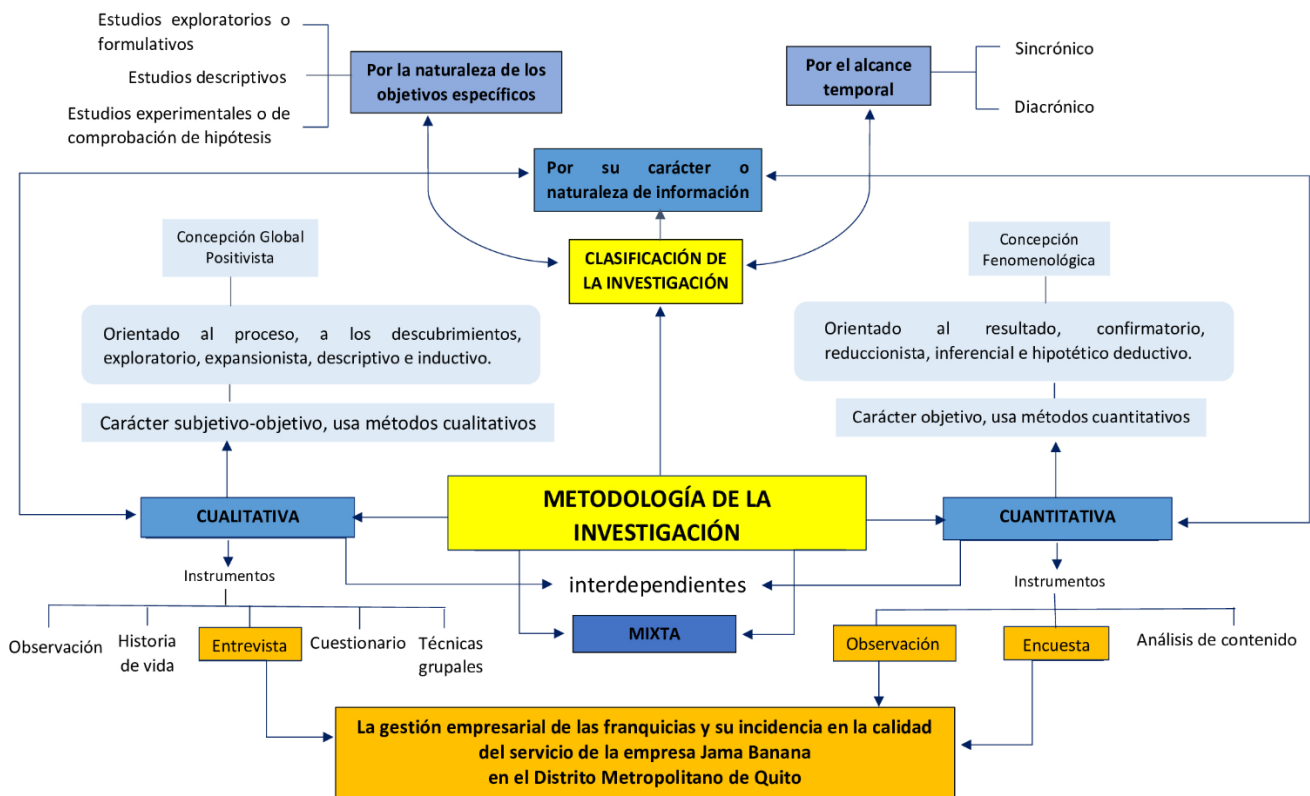 Estudios exploratorios o
formulativos
Estudios descriptivos
Estudios experimentales o de
comprobación de hipótesis
Por la naturaleza de los
objetivos específicos
Por el alcance
temporal
Sincrónico
Diacrónico
Por su carácter o
naturaleza de información
Concepción Global
Positivista
CLASIFICACIÓN DE
LA INVESTIGACIÓN
Concepción
Fenomenológica
Orientado al proceso, a los descubrimientos,
exploratorio, expansionista, descriptivo e inductivo.
Orientado al resultado, confirmatorio,
reduccionista, inferencial e hipotético deductivo.
Carácter subjetivo-objetivo, usa métodos cualitativos
Carácter objetivo, usa métodos cuantitativos
CUALITATIVA
METODOLOGÍA DE LA
INVESTIGACIÓN
CUANTITATIVA
Instrumentos
interdependientes
Instrumentos
Observación
Historia
de vida
Entrevista
Cuestionario
Técnicas
grupales
MIXTA
Observación
Encuesta
Análisis de contenido
La gestión empresarial de las franquicias y su incidencia en la calidad
del servicio de la empresa Jama Banana
en el Distrito Metropolitano de Quito